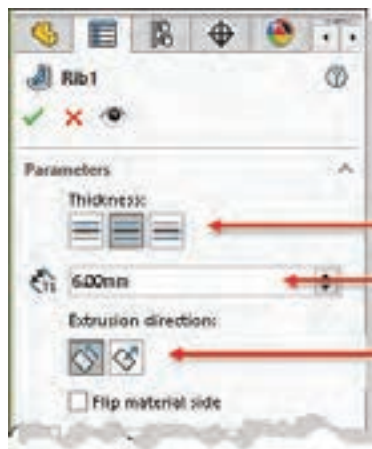 Rib1
Parameters
Thickness:
6.00mm
Extrusion direction:
Flip material side